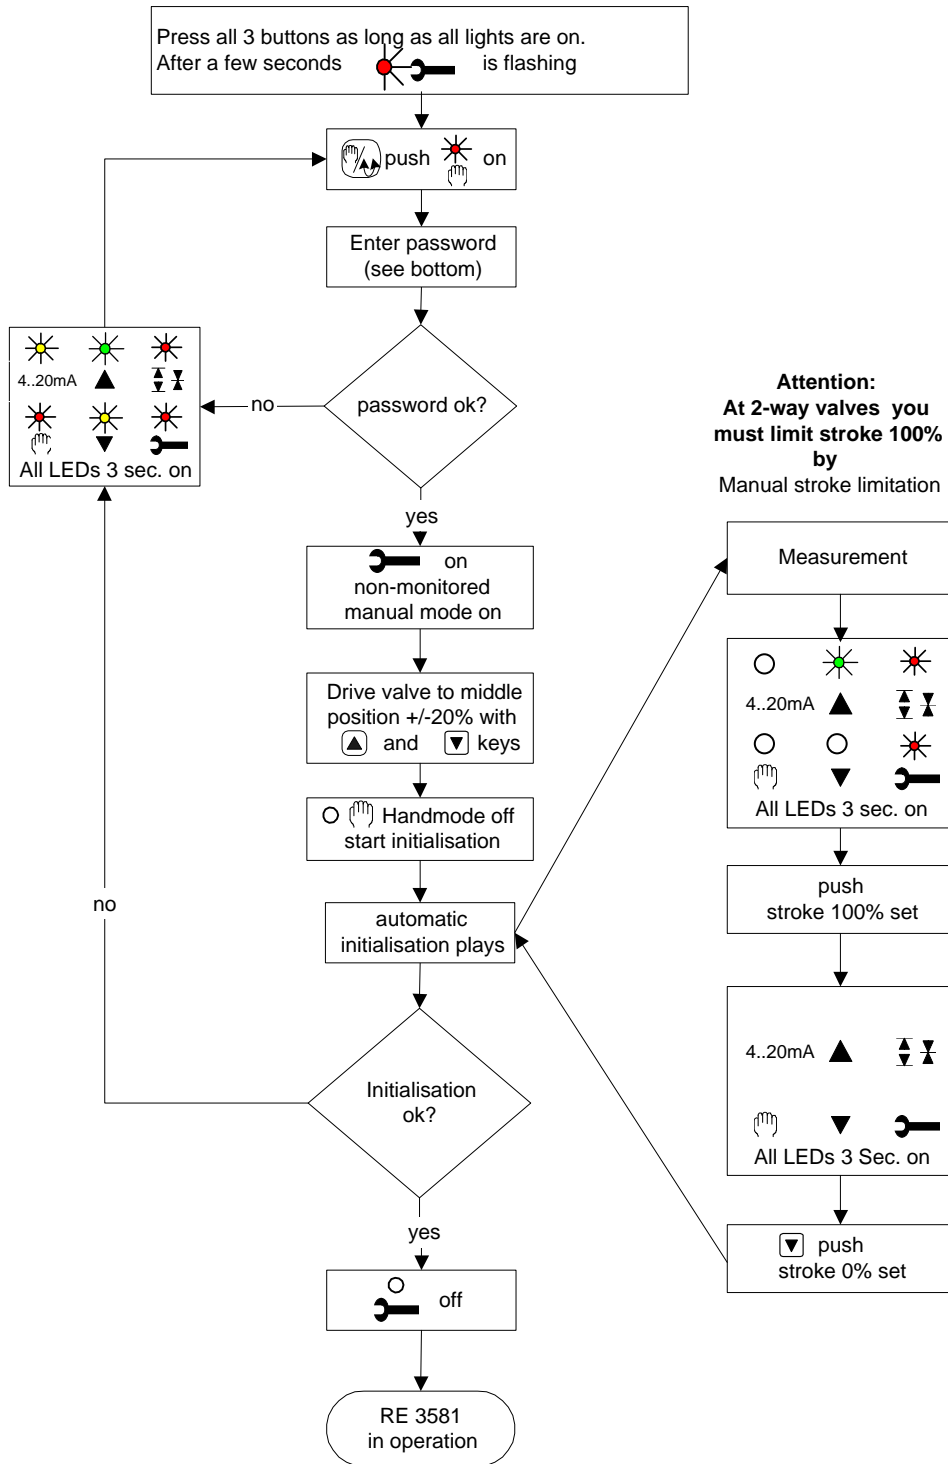 Press all 3 buttons as long as all lights are on.
After a few seconds is flashing
push on
Enter password
(see bottom)
4..20mA
All LEDs 3 sec. on
no
password ok?
yes
on
non-monitored
manual mode on
Drive valve to middle
position +/-20% with
and keys
Handmode off
start initialisation
automatic
initialisation plays
no
Initialisation
ok?
yes
off
RE 3581
in operation
Attention:
At 2-way valves you
must limit stroke 100%
by
Manual stroke limitation
Measurement
4..20mA
All LEDs 3 sec. on
push
stroke 100% set
4..20mA
All LEDs 3 Sec. on
push
stroke 0% set